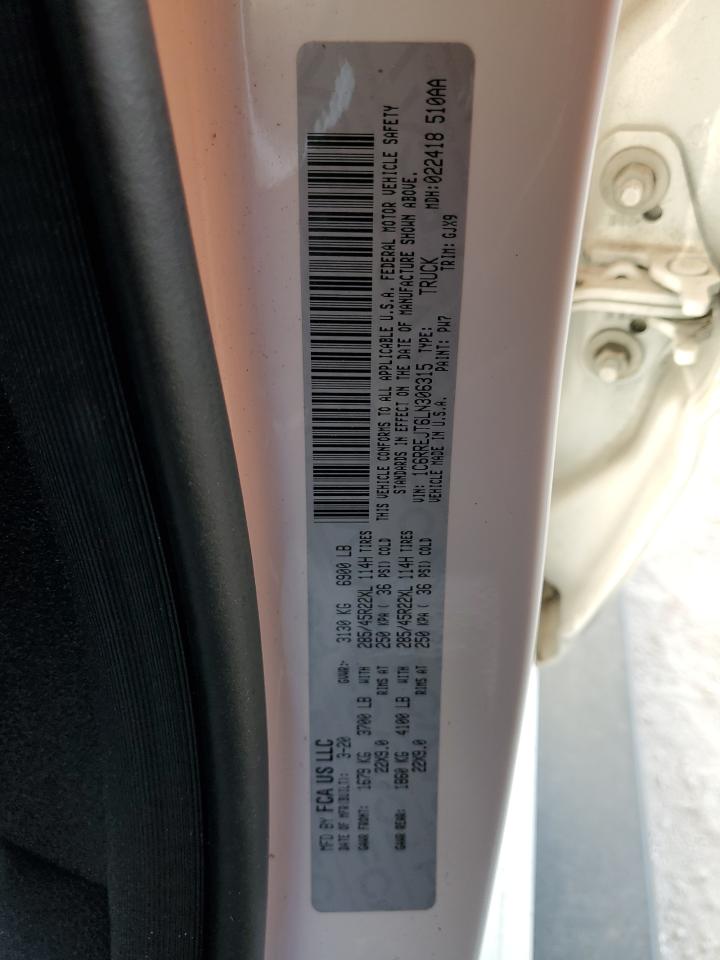 MFD BY FCA US LLC
DATE OF MFR(BUILT): 3-20 GVWR: 3130 KG 6900 LB
GAWR FRONT: 1679 KG 3700 LB WITH 285/45R22XL 114H TIRES
22X9.0 RIMS AT 250 KPA ( 36 PSI) COLD
GAWR REAR: 1860 KG 4100 LB WITH 285/45R22XL 114H TIRES
22X9.0 RIMS AT 250 KPA ( 36 PSI) COLD
THIS VEHICLE CONFORMS TO ALL APPLICABLE U.S.A. FEDERAL MOTOR VEHICLE SAFETY
STANDARDS IN EFFECT ON THE DATE OF MANUFACTURE SHOWN ABOVE.
VIN: 1C6RREJT6LN306315 TYPE: TRUCK MDH:022418 510AA
VEHICLE MADE IN U.S.A. PAINT: PW7 TRIM: GJX9